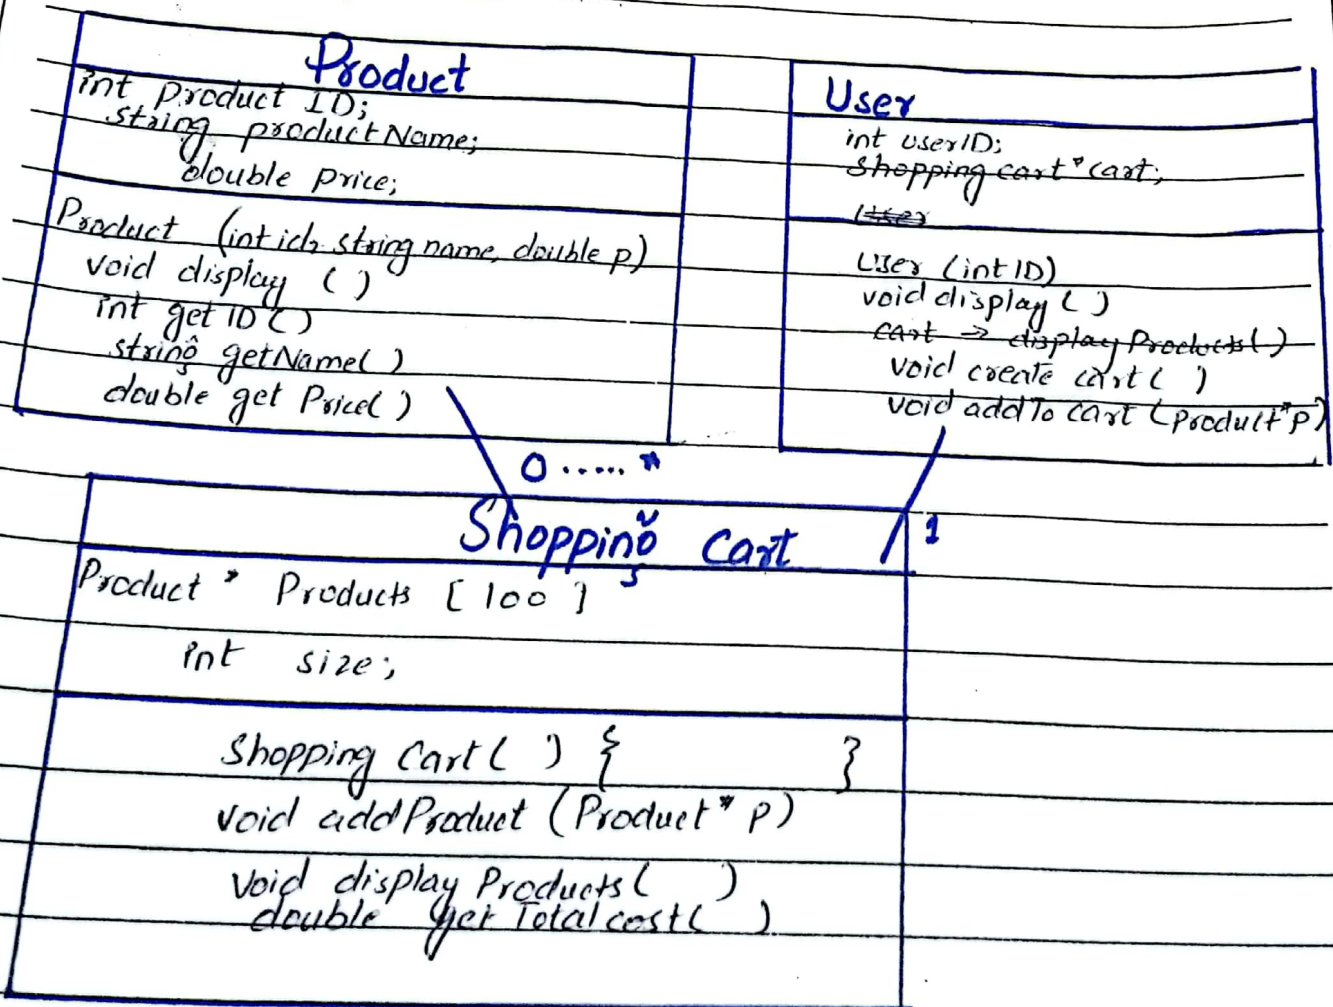 Product
int Product ID;
string productName;
double price;
Product (int id, string name, double p)
void display ( )
int get ID ( )
string getName( )
double get Price( )
User
int userID;
Shopping cart * cart;
User
User (int ID)
void display ( )
cart → display Products( )
void create cart ( )
void addTo cart (Product * p)
0 ...... *
1
Shopping cart
Product * Products [ 100 ]
int size;
Shopping Cart ( ) { }
void addProduct (Product * p)
void display Products ( )
double get Total cost ( )